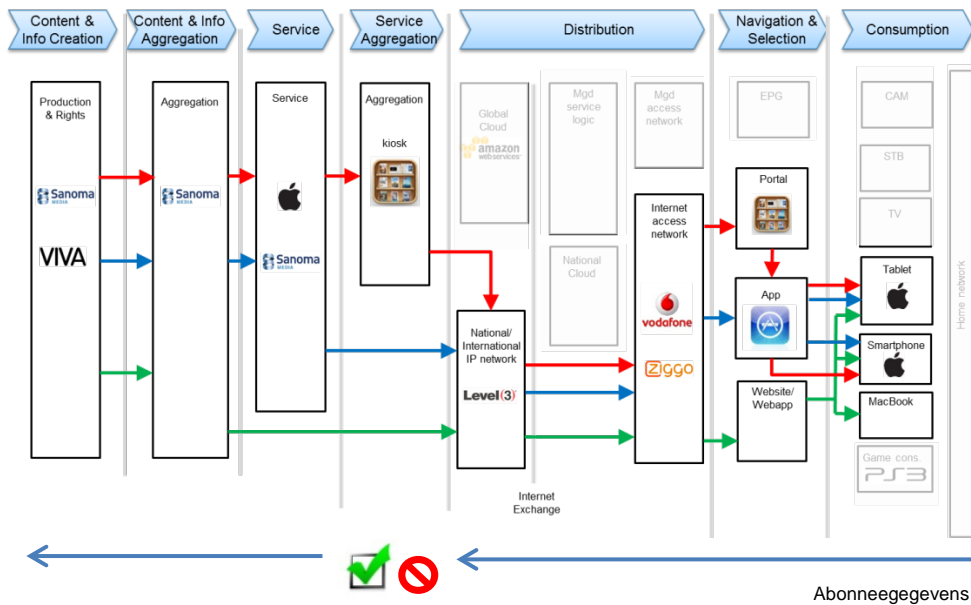 Content & Info Creation
Content & Info Aggregation
Service
Service Aggregation
Distribution
Navigation & Selection
Consumption
Production & Rights
Sanoma
MEDIA
VIVA
Aggregation
Sanoma
MEDIA
Service
Sanoma
MEDIA
Aggregation
kiosk
Global Cloud
amazon
webservices™
Mgd service logic
National Cloud
Mgd access network
National/
International
IP network
Level(3)
Internet Exchange
Internet access network
vodafone
ziggo
EPG
Portal
App
Website/
Webapp
CAM
STB
TV
Tablet
Smartphone
MacBook
Game cons.
PS3
Home network
Abonneegegevens